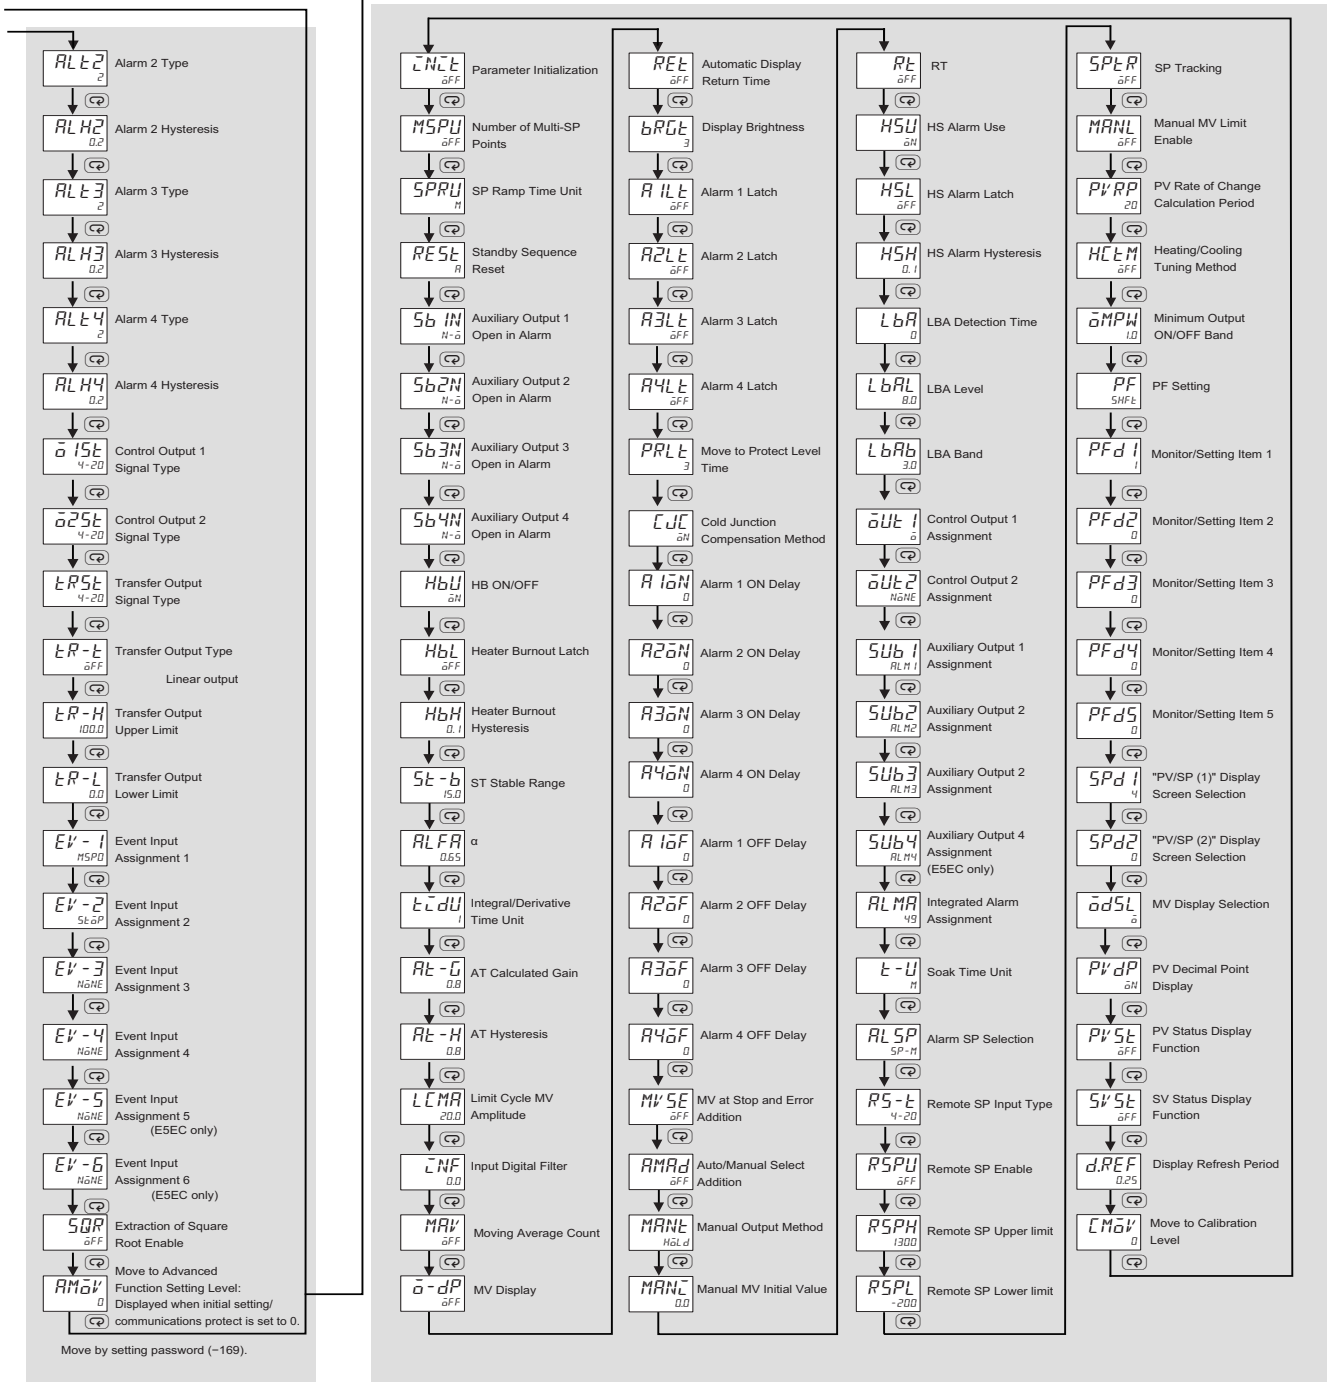 ALt2
2
Alarm 2 Type
ALH2
0.2
Alarm 2 Hysteresis
ALt3
2
Alarm 3 Type
ALH3
0.2
Alarm 3 Hysteresis
ALt4
2
Alarm 4 Type
ALH4
0.2
Alarm 4 Hysteresis
o1St
4-20
Control Output 1
Signal Type
o2St
4-20
Control Output 2
Signal Type
tRSt
4-20
Transfer Output
Signal Type
tR-t
oFF
Transfer Output Type
Linear output
tR-H
100.0
Transfer Output
Upper Limit
tR-L
0.0
Transfer Output
Lower Limit
EV-1
MSP0
Event Input
Assignment 1
EV-2
StoP
Event Input
Assignment 2
EV-3
NoNE
Event Input
Assignment 3
EV-4
NoNE
Event Input
Assignment 4
EV-5
NoNE
Event Input
Assignment 5
(E5EC only)
EV-6
NoNE
Event Input
Assignment 6
(E5EC only)
SQR
oFF
Extraction of Square
Root Enable
AMoV
0
Move to Advanced
Function Setting Level:
Displayed when initial setting/
communications protect is set to 0.
Move by setting password (−169).
INIt
oFF
Parameter Initialization
MSPU
oFF
Number of Multi-SP
Points
SPRU
M
SP Ramp Time Unit
RESt
A
Standby Sequence
Reset
Sb1N
N-o
Auxiliary Output 1
Open in Alarm
Sb2N
N-o
Auxiliary Output 2
Open in Alarm
Sb3N
N-o
Auxiliary Output 3
Open in Alarm
Sb4N
N-o
Auxiliary Output 4
Open in Alarm
HbU
oN
HB ON/OFF
HbL
oFF
Heater Burnout Latch
HbH
0.1
Heater Burnout
Hysteresis
St-b
15.0
ST Stable Range
ALFA
0.65
α
tIdU
1
Integral/Derivative
Time Unit
At-G
0.8
AT Calculated Gain
At-H
0.8
AT Hysteresis
LCMA
20.0
Limit Cycle MV
Amplitude
INF
0.0
Input Digital Filter
MAV
oFF
Moving Average Count
o-dP
oFF
MV Display
REt
oFF
Automatic Display
Return Time
bRGt
3
Display Brightness
A1Lt
oFF
Alarm 1 Latch
A2Lt
oFF
Alarm 2 Latch
A3Lt
oFF
Alarm 3 Latch
A4Lt
oFF
Alarm 4 Latch
PRLt
3
Move to Protect Level
Time
CJC
oN
Cold Junction
Compensation Method
A1oN
0
Alarm 1 ON Delay
A2oN
0
Alarm 2 ON Delay
A3oN
0
Alarm 3 ON Delay
A4oN
0
Alarm 4 ON Delay
A1oF
0
Alarm 1 OFF Delay
A2oF
0
Alarm 2 OFF Delay
A3oF
0
Alarm 3 OFF Delay
A4oF
0
Alarm 4 OFF Delay
MVSE
oFF
MV at Stop and Error
Addition
AMAd
oFF
Auto/Manual Select
Addition
MANt
HoLd
Manual Output Method
MANI
0.0
Manual MV Initial Value
Rt
oFF
RT
HSU
oN
HS Alarm Use
HSL
oFF
HS Alarm Latch
HSH
0.1
HS Alarm Hysteresis
LbA
0
LBA Detection Time
LbAL
8.0
LBA Level
LbAb
3.0
LBA Band
oUt1
o
Control Output 1
Assignment
oUt2
NoNE
Control Output 2
Assignment
SUb1
ALM1
Auxiliary Output 1
Assignment
SUb2
ALM2
Auxiliary Output 2
Assignment
SUb3
ALM3
Auxiliary Output 2
Assignment
SUb4
ALM4
Auxiliary Output 4
Assignment
(E5EC only)
ALMA
49
Integrated Alarm
Assignment
t-U
M
Soak Time Unit
ALSP
SP-M
Alarm SP Selection
RS-t
4-20
Remote SP Input Type
RSPU
oFF
Remote SP Enable
RSPH
1300
Remote SP Upper limit
RSPL
-200
Remote SP Lower limit
SPtR
oFF
SP Tracking
MANL
oFF
Manual MV Limit
Enable
PVRP
20
PV Rate of Change
Calculation Period
HCtM
oFF
Heating/Cooling
Tuning Method
oMPW
1.0
Minimum Output
ON/OFF Band
PF
SHFt
PF Setting
PFd1
1
Monitor/Setting Item 1
PFd2
0
Monitor/Setting Item 2
PFd3
0
Monitor/Setting Item 3
PFd4
0
Monitor/Setting Item 4
PFd5
0
Monitor/Setting Item 5
SPd1
4
"PV/SP (1)" Display
Screen Selection
SPd2
0
"PV/SP (2)" Display
Screen Selection
odSL
o
MV Display Selection
PVdP
oN
PV Decimal Point
Display
PVSt
oFF
PV Status Display
Function
SVSt
oFF
SV Status Display
Function
d.REF
0.25
Display Refresh Period
CMoV
0
Move to Calibration
Level